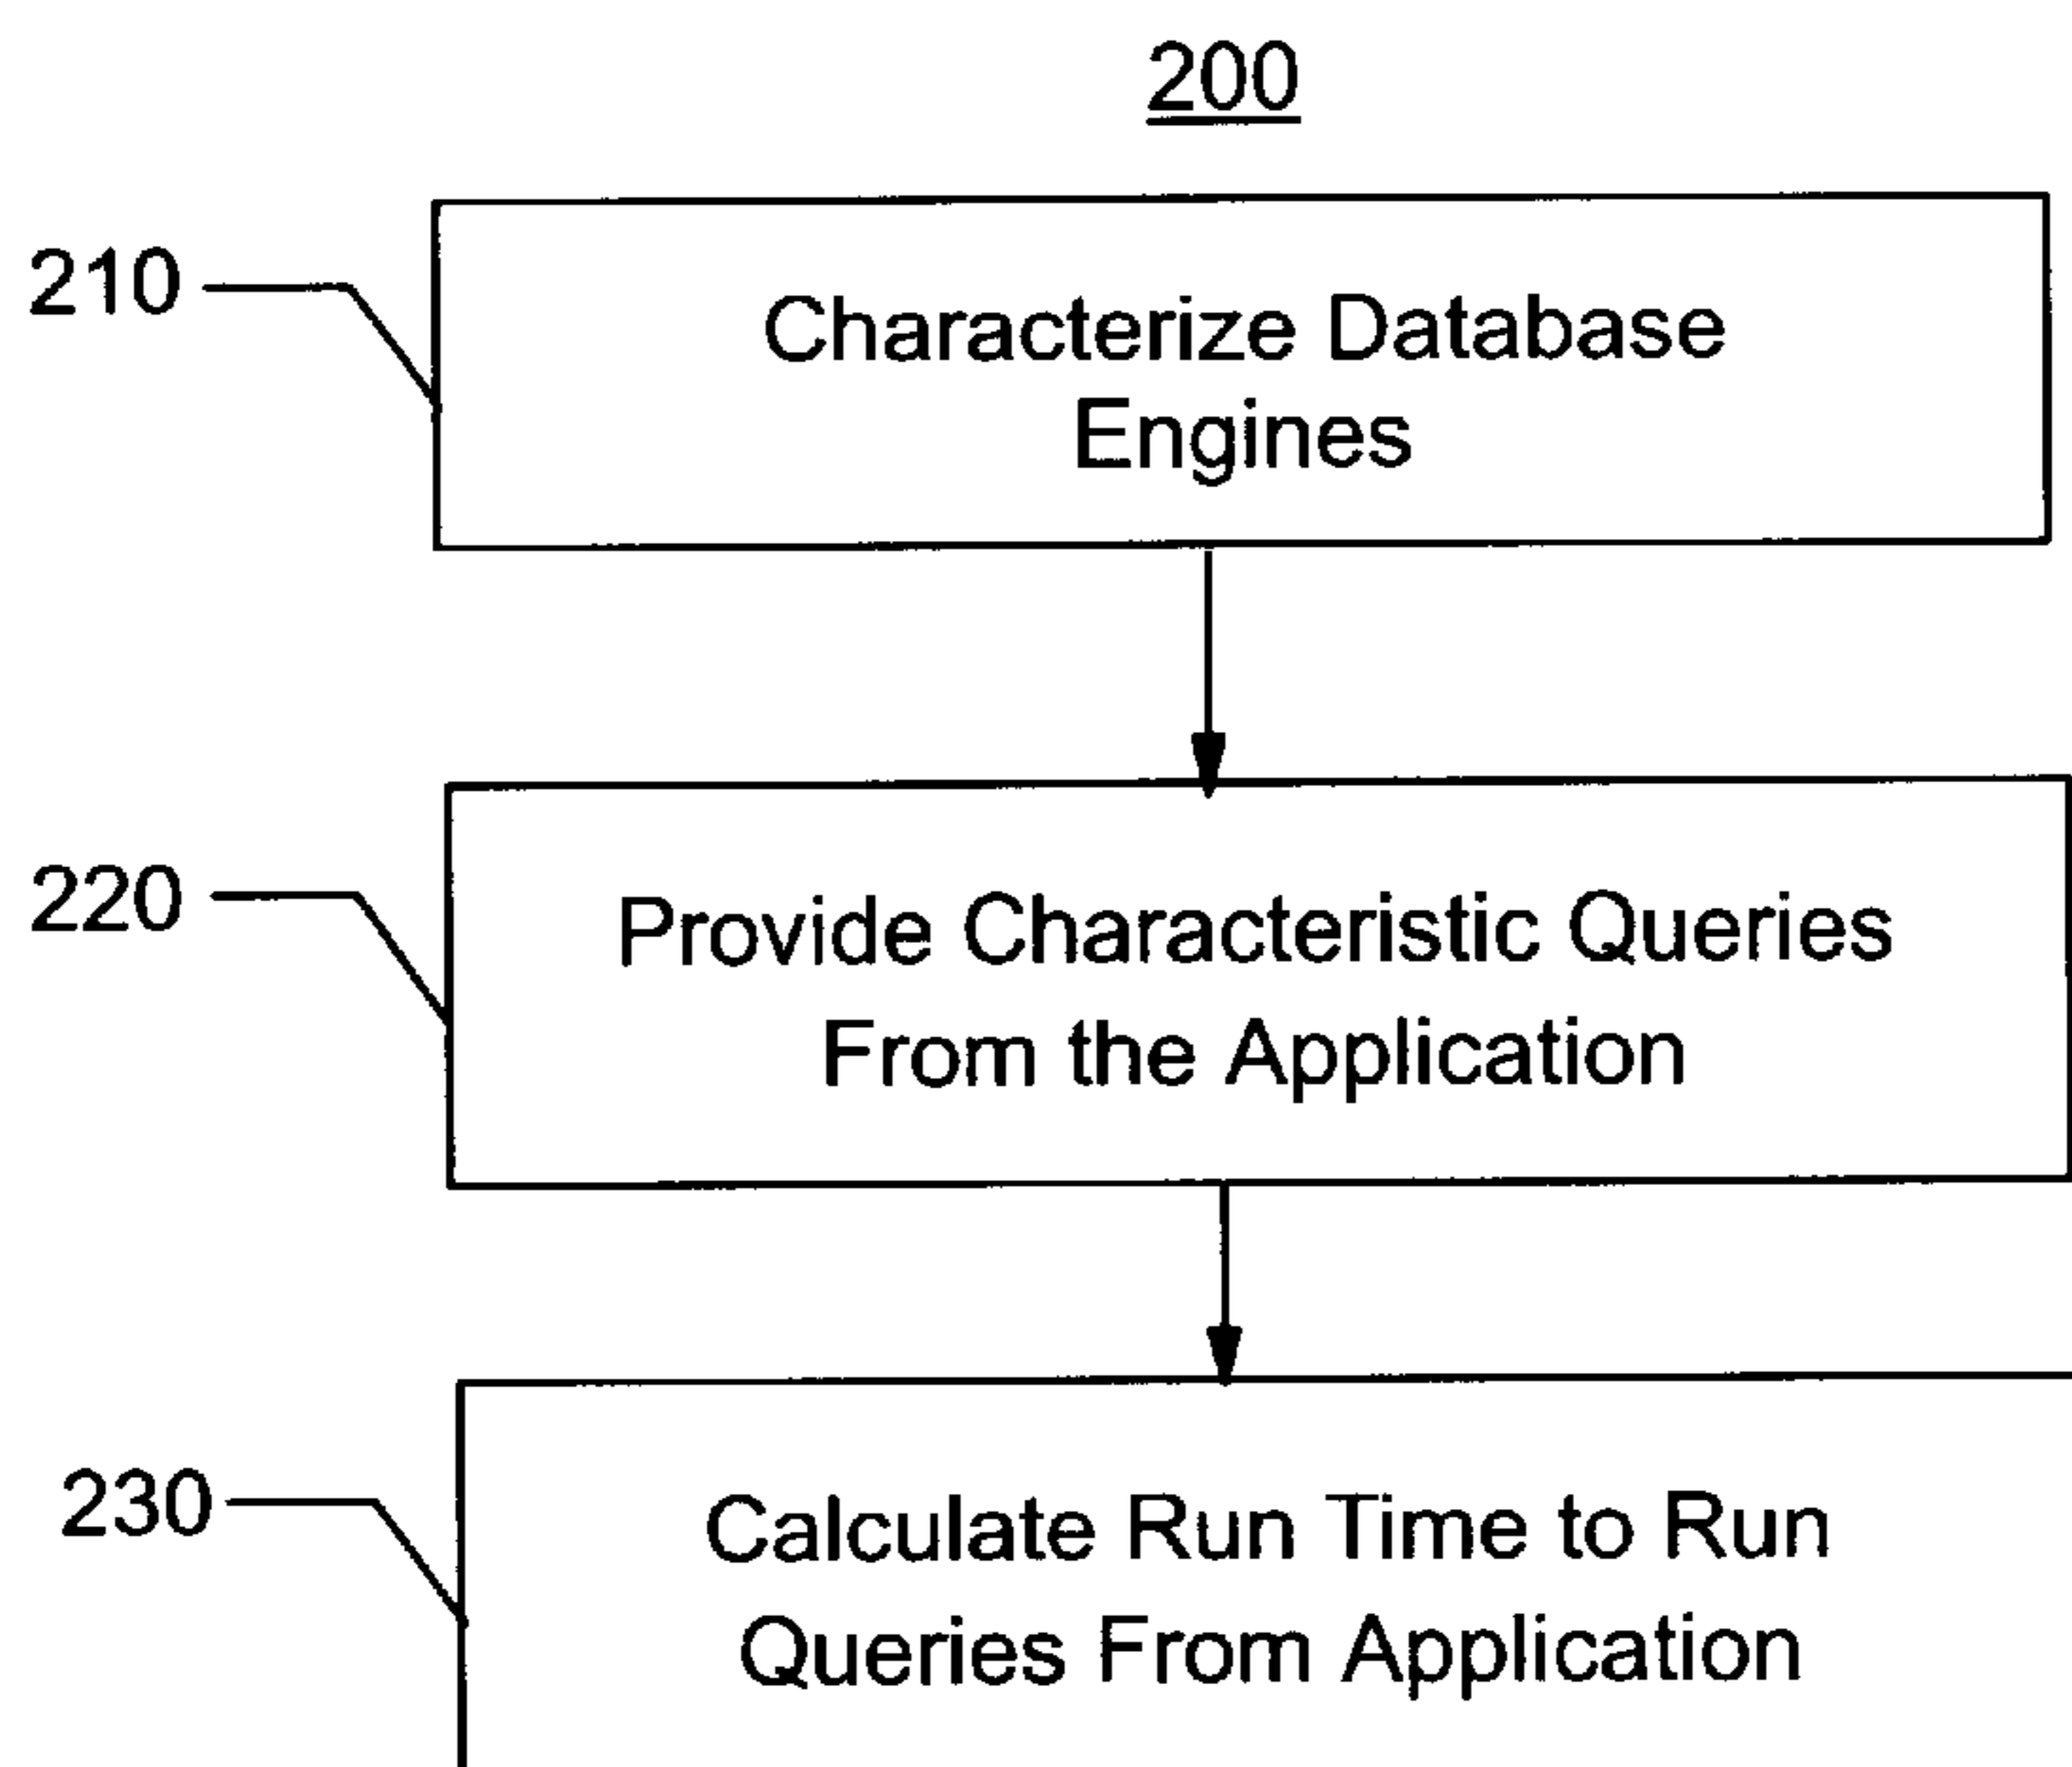 200
210
Characterize Database
Engines
220
Provide Characteristic Queries
From the Application
230
Calculate Run Time to Run
Queries From Application